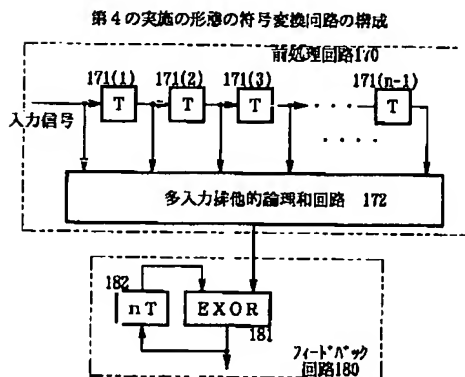 第4の実施の形態の符号変換回路の構成
前処理回路170
171(1) 171(2) 171(3) 171(n-1)
T T T T
入力信号
多入力排他的論理和回路 172
182
nT EXOR
181
フィードバック
回路180